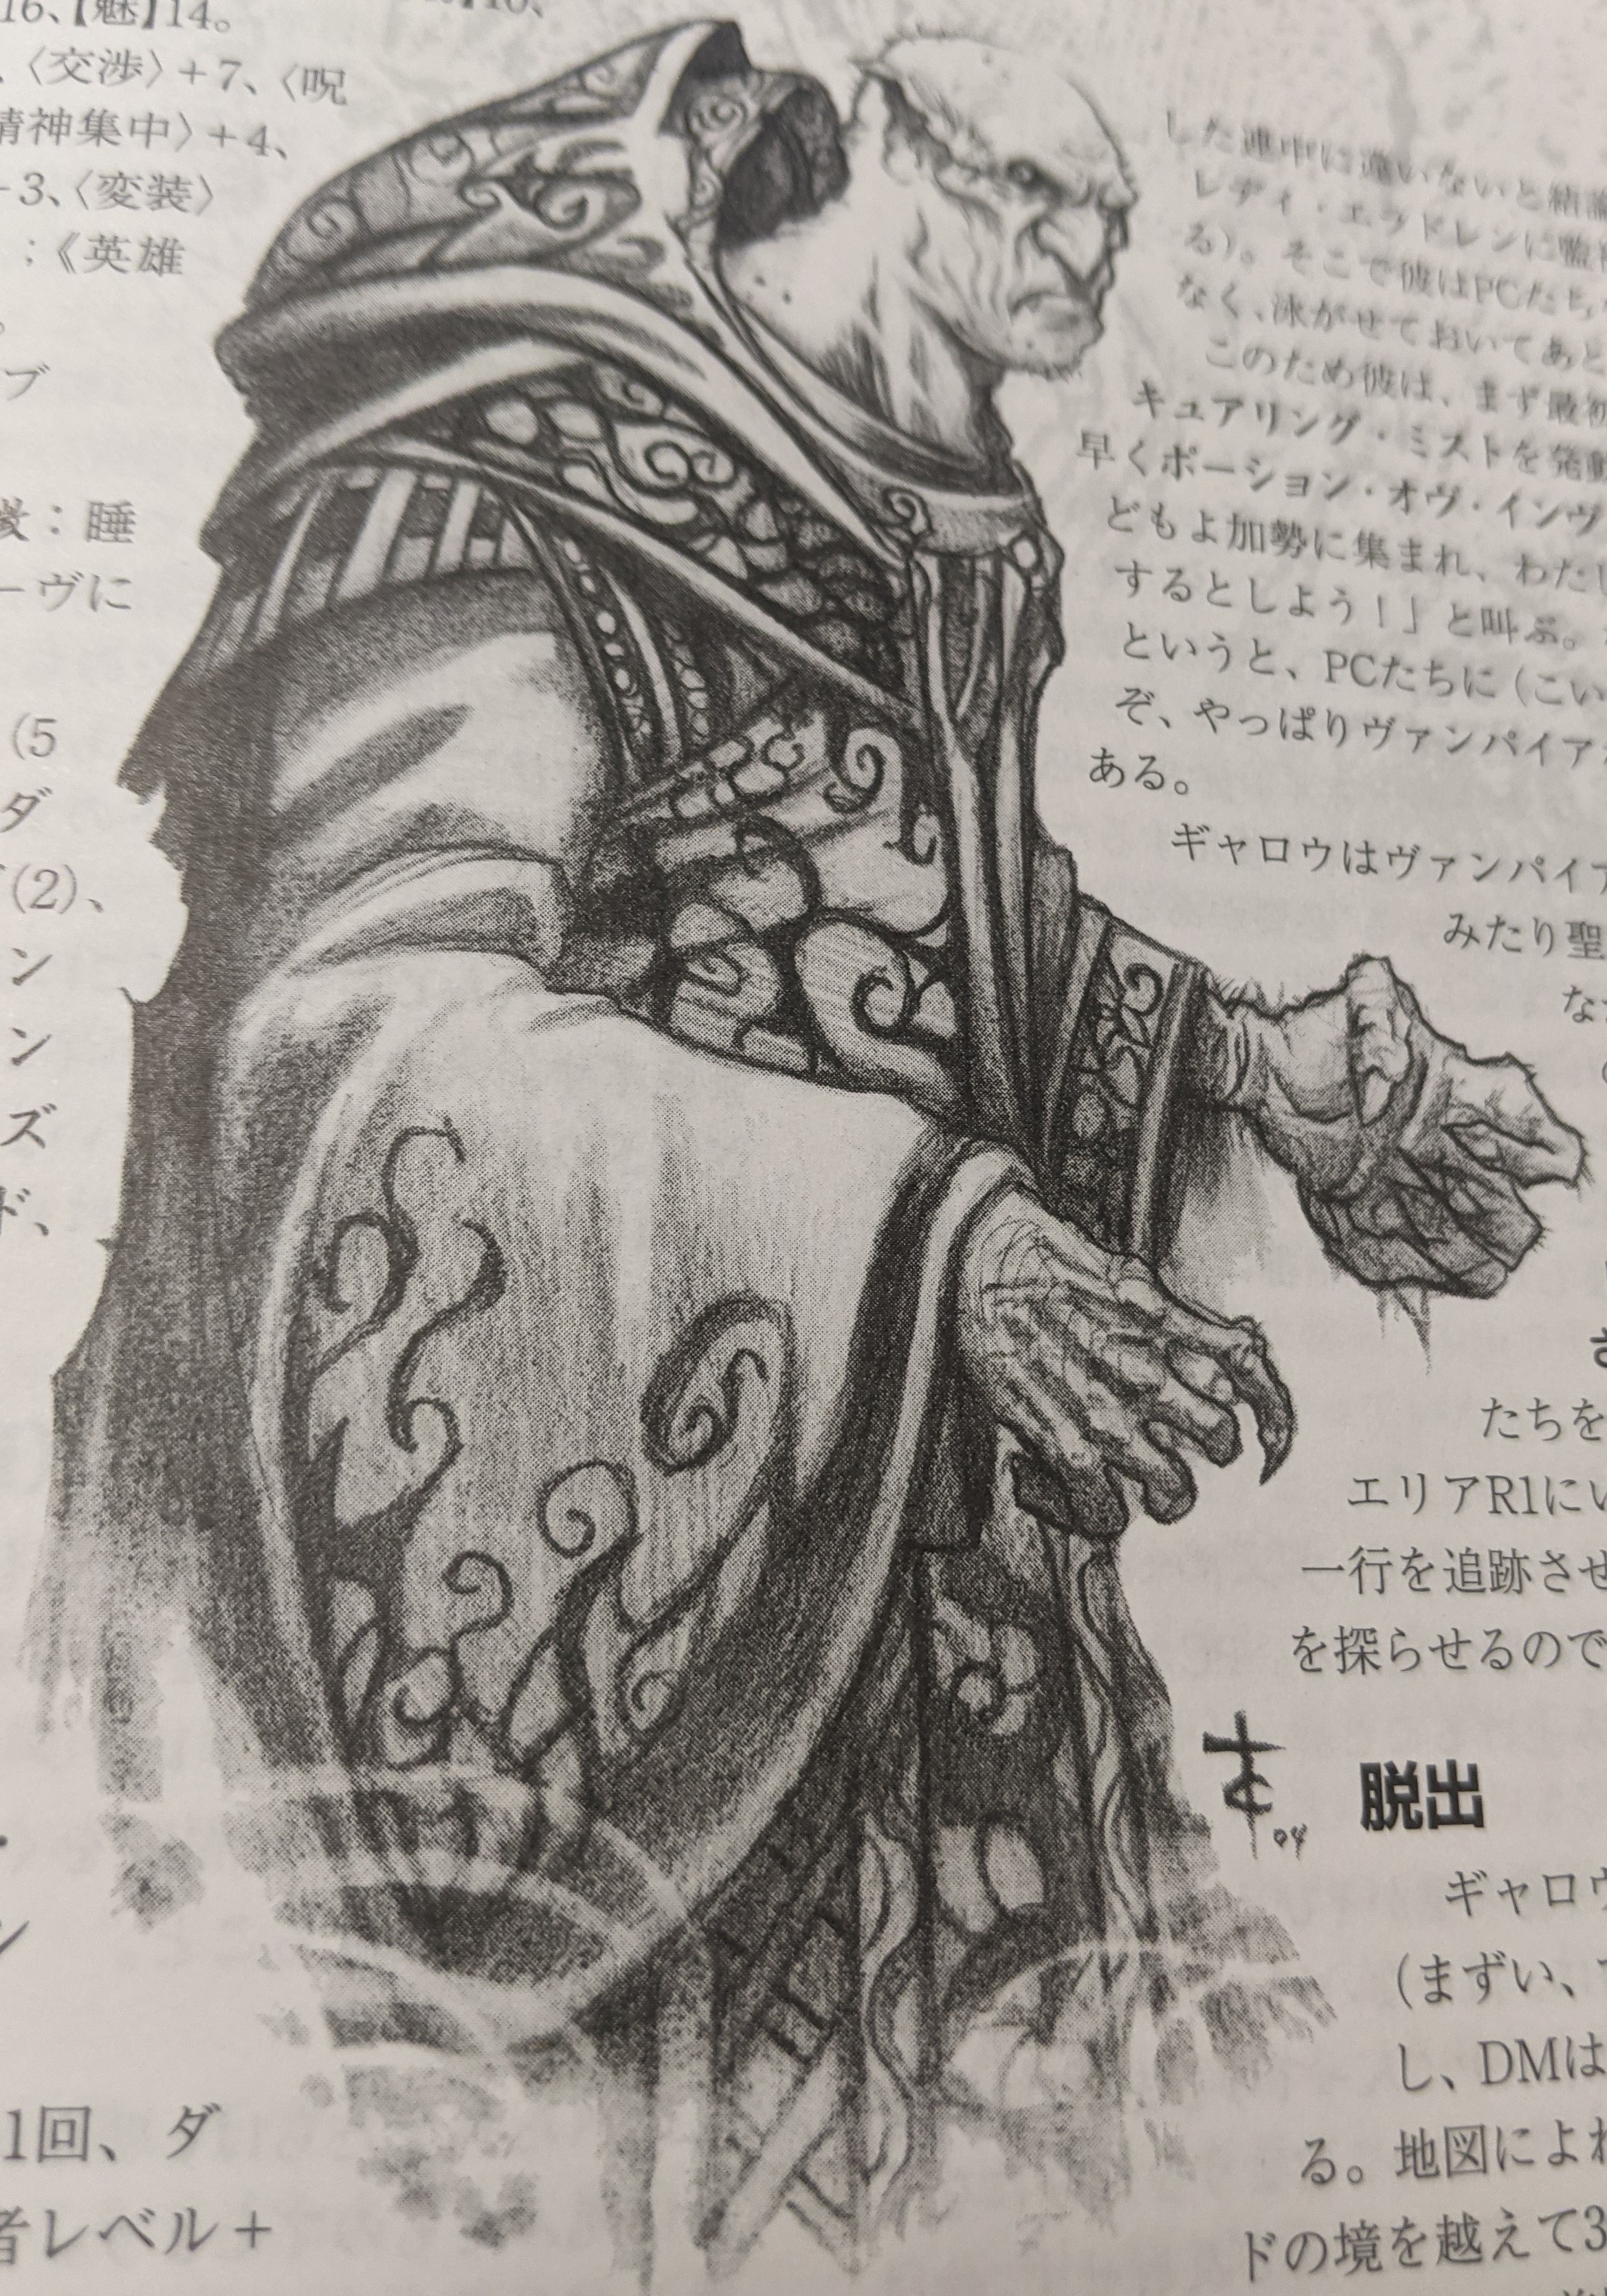 16、【魅】14。
、〈交渉〉+7、〈呪
精神集中〉+4、
+3、〈変装〉
;《英雄
ブ
:睡
ーヴに
(5
ダ
(2)、
ン
ン
ズ
ド、
ン
1回、ダ
者レベル+
した連中に違いないと結論
レディ・エラドレンに監視
る)。そこで彼はPCたち
なく、泳がせておいてあと
このため彼は、まず最初
キュアリング・ミストを発動
早くポーション・オヴ・インヴ
どもよ加勢に集まれ、わたし
するとしよう!」と叫ぶ。
というと、PCたちに(こい
ぞ、やっぱりヴァンパイア
ある。
ギャロウはヴァンパイア
みたり聖
な
たちを
エリアR1にい
一行を追跡させ
を探らせるので
04
脱出
ギャロウ
(まずい、
し、DMは
る。地図によれ
ドの境を越えて3